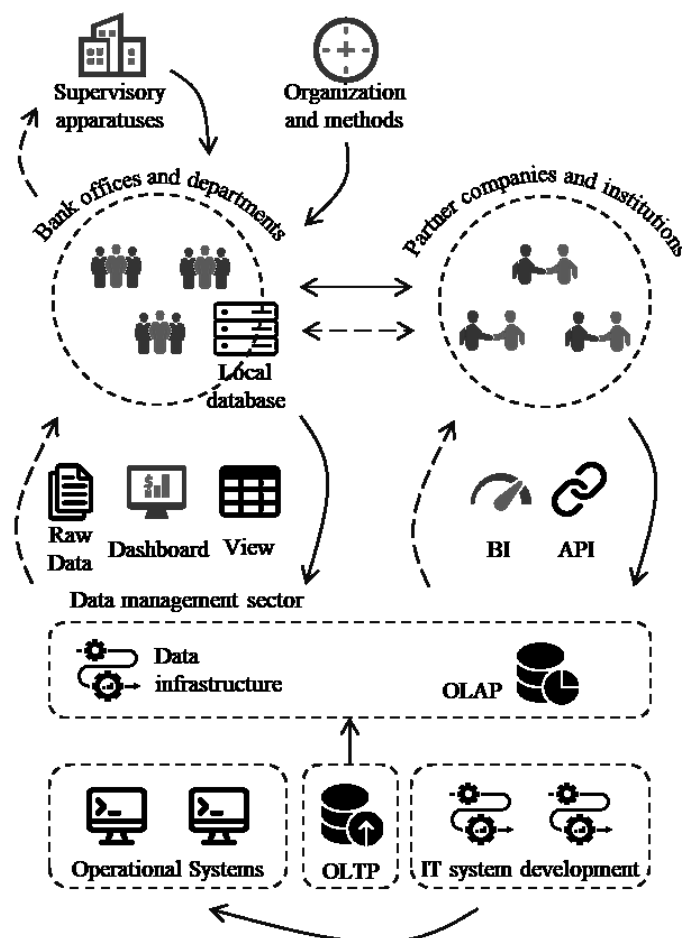 Supervisory
apparatuses
Organization
and methods
Bank offices and departments
Partner companies and institutions
Local
database
Raw
Data
Dashboard
View
BI
API
Data management sector
Data
infrastructure
OLAP
Operational Systems
OLTP
IT system development